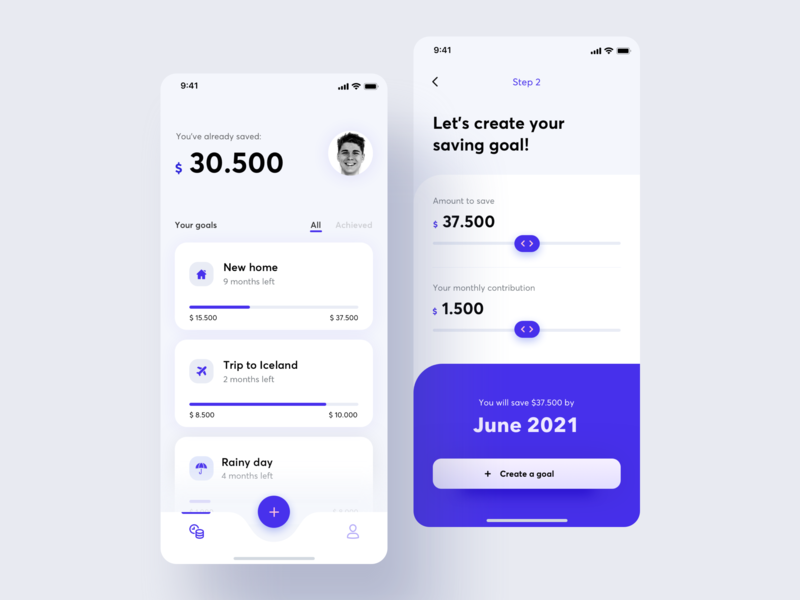 9:41
You've already saved:
$ 30.500
Your goals
All
Achieved
New home
9 months left
$ 15.500
$ 37.500
Trip to Iceland
2 months left
$ 8.500
$ 10.000
Rainy day
4 months left
9:41
Step 2
Let's create your
saving goal!
Amount to save
$ 37.500
Your monthly contribution
$ 1.500
You will save $37.500 by
June 2021
+ Create a goal